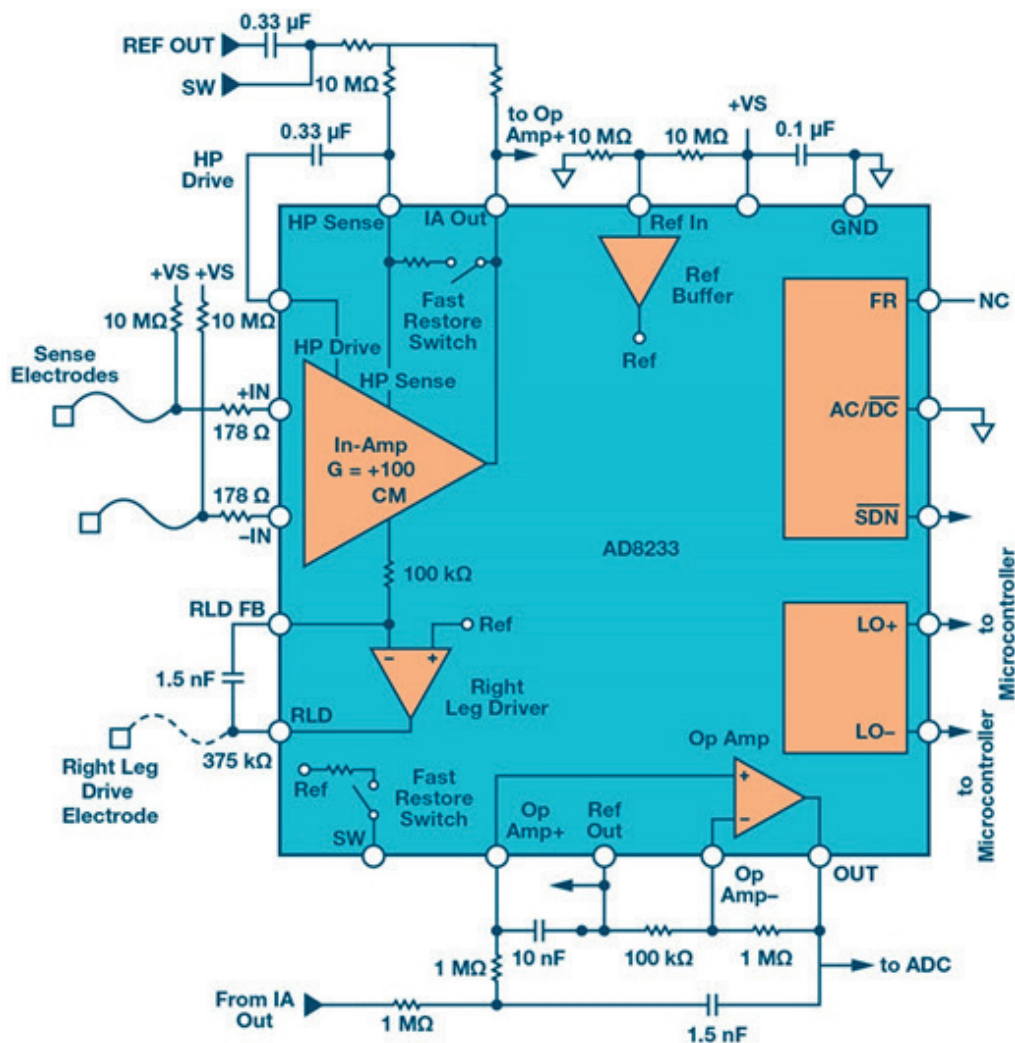 0.33 µF
REF OUT
SW
10 MΩ
to Op
Amp+
+VS
10 MΩ
10 MΩ
0.1 µF
0.33 µF
HP
Drive
HP Sense
IA Out
Ref In
GND
+VS +VS
10 MΩ
10 MΩ
Fast
Restore
Switch
Ref
Buffer
Ref
FR
NC
HP Drive
HP Sense
Sense
Electrodes
+IN
178 Ω
AC/DC
In-Amp
G = +100
CM
178 Ω
–IN
SDN
AD8233
100 kΩ
RLD FB
Ref
LO+
to
Microcontroller
– +
1.5 nF
Right
Leg Driver
RLD
375 kΩ
LO–
to
Microcontroller
Right Leg
Drive
Electrode
Ref
Fast
Restore
Switch
SW
Op Amp
+
–
Op
Amp+
Ref
Out
Op
Amp–
OUT
10 nF
100 kΩ
1 MΩ
1 MΩ
to ADC
From IA
Out
1 MΩ
1.5 nF